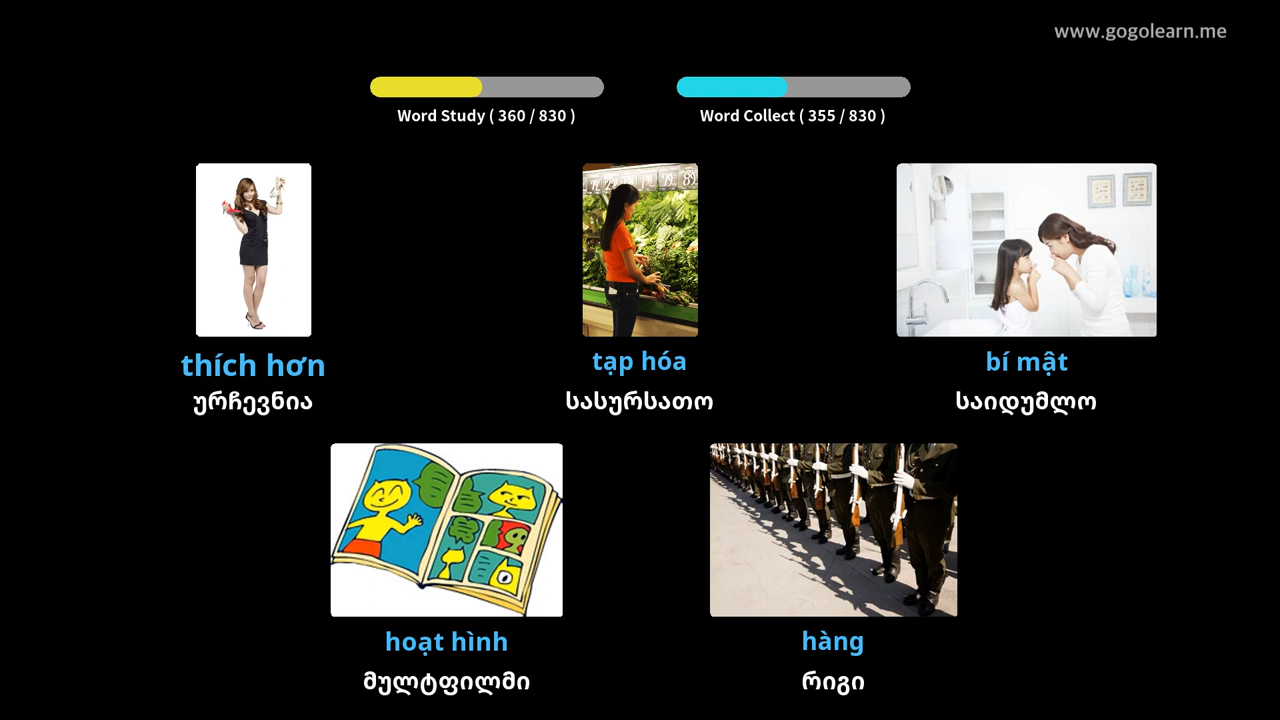 www.gogolearn.me
Word Study ( 360 / 830 )
Word Collect ( 355 / 830 )
thích hơn
ურჩევნია
tạp hóa
სასურსათო
bí mật
საიდუმლო
hoạt hình
მულტფილმი
hàng
რიგი